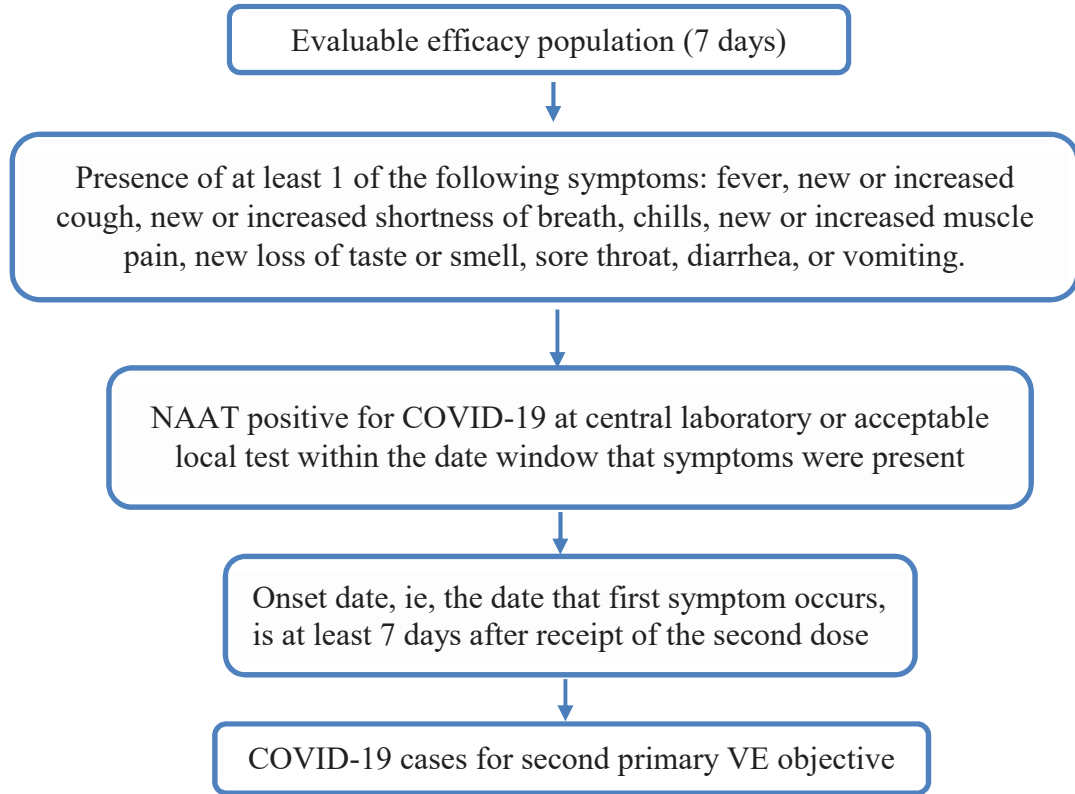 Evaluable efficacy population (7 days)
Presence of at least 1 of the following symptoms: fever, new or increased
cough, new or increased shortness of breath, chills, new or increased muscle
pain, new loss of taste or smell, sore throat, diarrhea, or vomiting.
NAAT positive for COVID-19 at central laboratory or acceptable
local test within the date window that symptoms were present
Onset date, ie, the date that first symptom occurs,
is at least 7 days after receipt of the second dose
COVID-19 cases for second primary VE objective